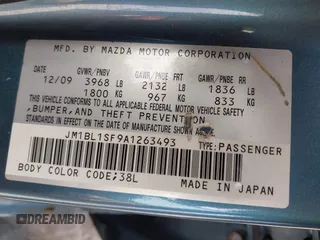 MFD. BY MAZDA MOTOR CORPORATION
GVWR/PNBV GAWR/PNBE FRT GAWR/PNBE RR
12/09 3968 LB 2132 LB 1836 LB
1800 KG 967 KG 833 KG
THIS VEHICLE CONFORMS TO ALL APPLICABLE FEDERAL MOTOR VEHICLE SAFETY
, BUMPER, AND THEFT PREVENTION STANDARDS
IN EFFECT ON THE DATE OF MANUFACTURE SHOWN ABOVE.
JM1BL1SF9A1263493 TYPE:PASSENGER
BODY COLOR CODE;38L MADE IN JAPAN
DREAMBID